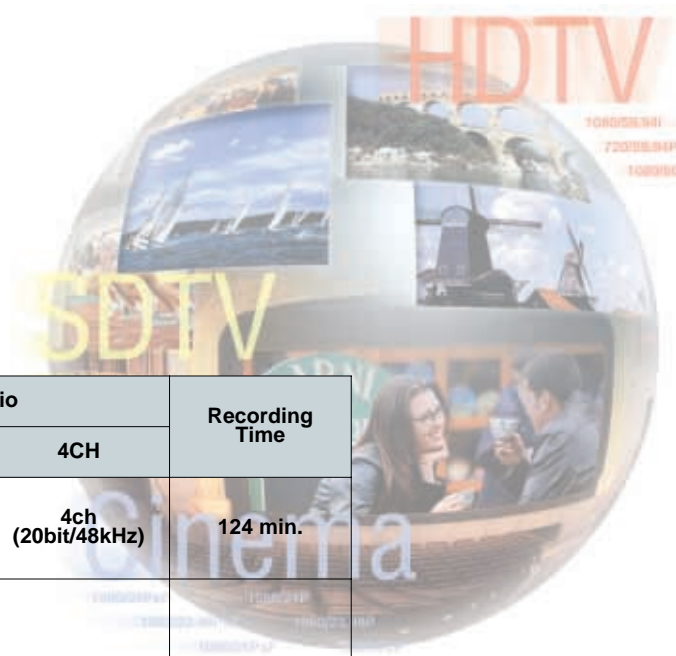 HDTV
1080/59.94I
720/59.94P
SDTV
io
Recording
Time
4CH
4ch
(20bit/48kHz)
124 min.
Cinema